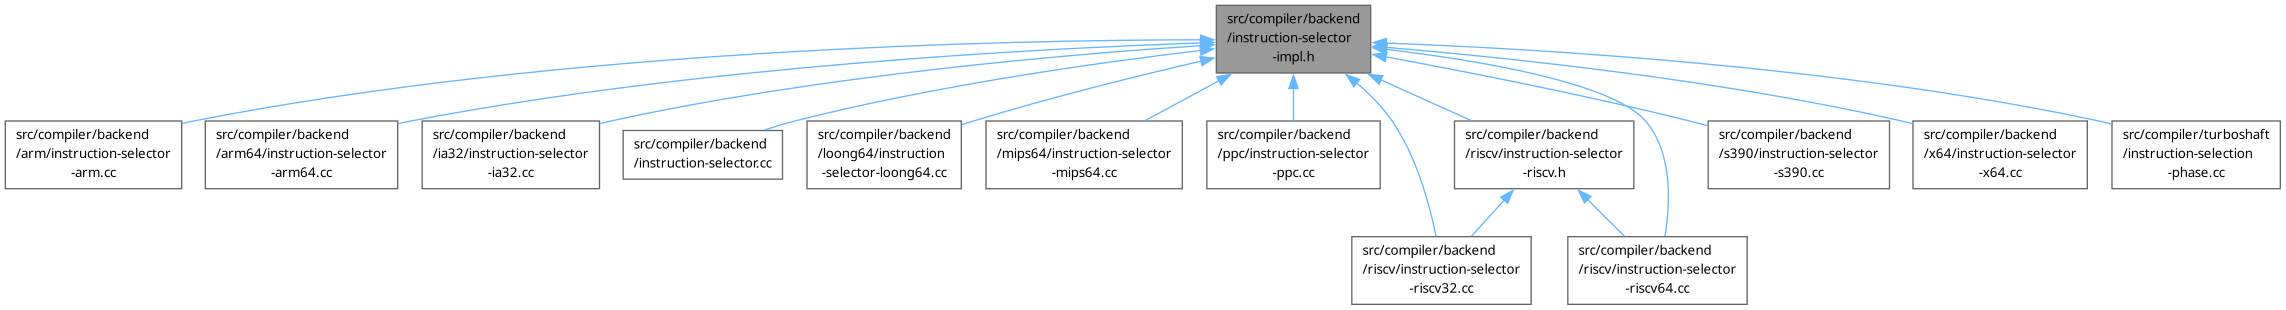 src/compiler/backend
/instruction-selector
-impl.h
src/compiler/backend
/arm/instruction-selector
-arm.cc
src/compiler/backend
/arm64/instruction-selector
-arm64.cc
src/compiler/backend
/ia32/instruction-selector
-ia32.cc
src/compiler/backend
/instruction-selector.cc
src/compiler/backend
/loong64/instruction
-selector-loong64.cc
src/compiler/backend
/mips64/instruction-selector
-mips64.cc
src/compiler/backend
/ppc/instruction-selector
-ppc.cc
src/compiler/backend
/riscv/instruction-selector
-riscv.h
src/compiler/backend
/s390/instruction-selector
-s390.cc
src/compiler/backend
/x64/instruction-selector
-x64.cc
src/compiler/turboshaft
/instruction-selection
-phase.cc
src/compiler/backend
/riscv/instruction-selector
-riscv32.cc
src/compiler/backend
/riscv/instruction-selector
-riscv64.cc